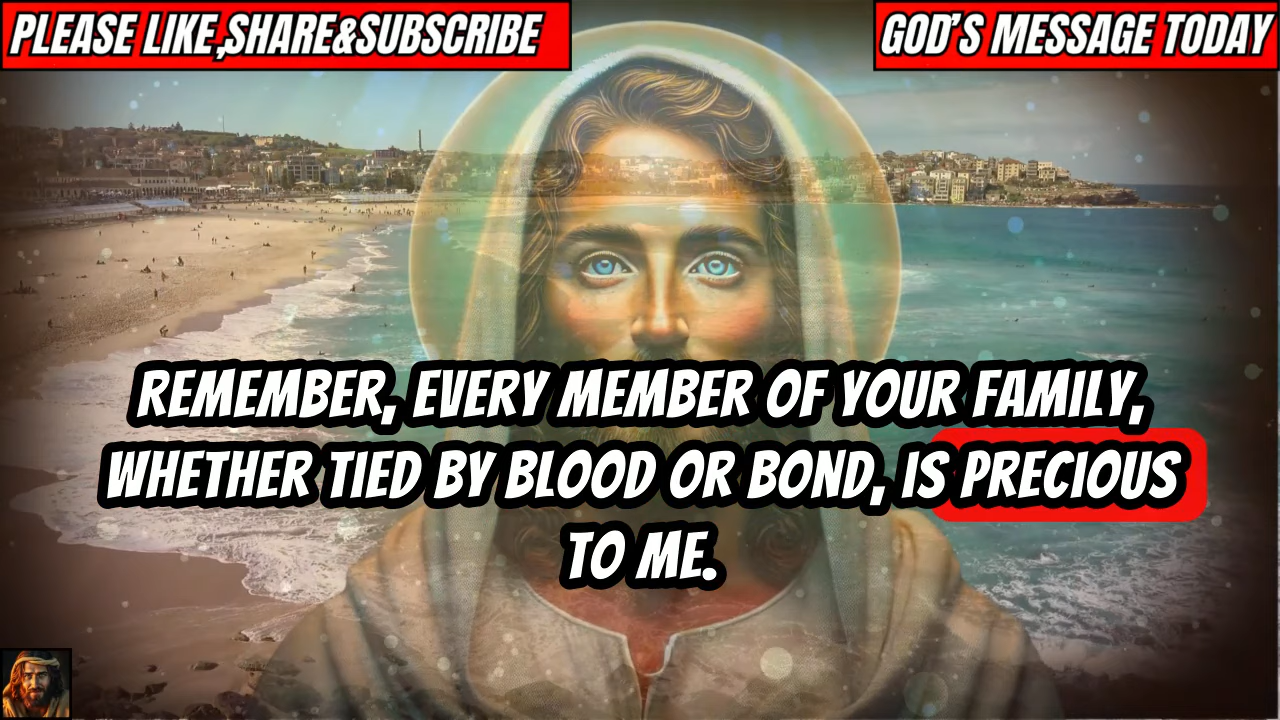 PLEASE LIKE,SHARE&SUBSCRIBE
GOD'S MESSAGE TODAY
REMEMBER, EVERY MEMBER OF YOUR FAMILY,
WHETHER TIED BY BLOOD OR BOND, IS PRECIOUS
TO ME.